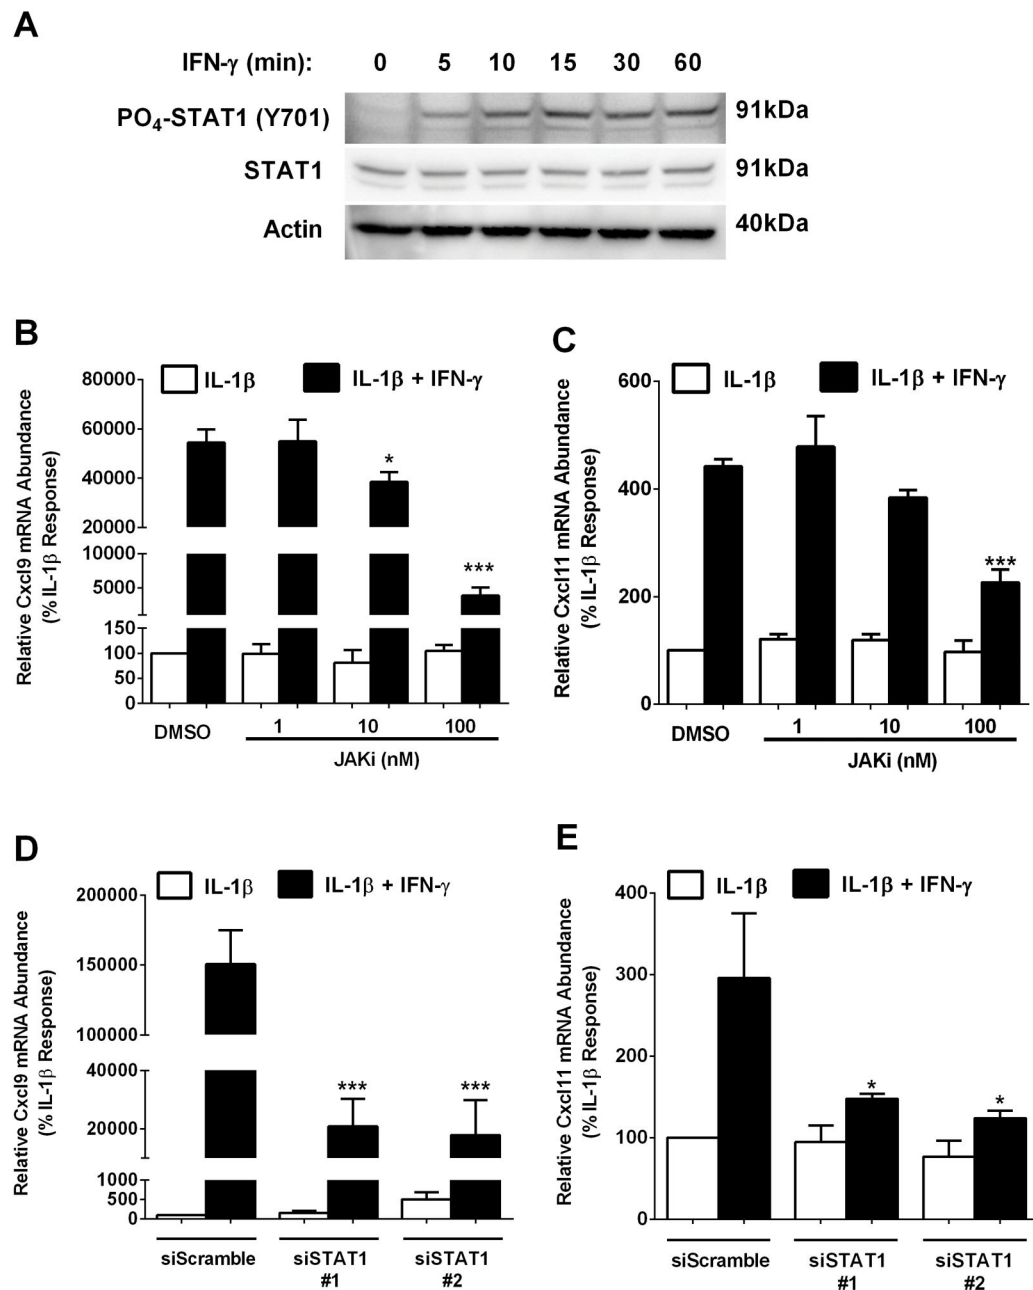 A
IFN-γ (min): 0 5 10 15 30 60
PO4-STAT1 (Y701) 91kDa
STAT1 91kDa
Actin 40kDa
B
IL-1β IL-1β + IFN-γ
Relative Cxcl9 mRNA Abundance
(% IL-1β Response)
80000
60000
40000
20000
10000
5000
150
100
50
0
* ***
DMSO 1 10 100
JAKi (nM)
C
IL-1β IL-1β + IFN-γ
Relative Cxcl11 mRNA Abundance
(% IL-1β Response)
600
400
200
0
***
DMSO 1 10 100
JAKi (nM)
D
IL-1β IL-1β + IFN-γ
Relative Cxcl9 mRNA Abundance
(% IL-1β Response)
200000
150000
100000
40000
20000
1000
500
0
*** ***
siScramble siSTAT1 siSTAT1
#1 #2
E
IL-1β IL-1β + IFN-γ
Relative Cxcl11 mRNA Abundance
(% IL-1β Response)
400
300
200
100
0
* *
siScramble siSTAT1 siSTAT1
#1 #2